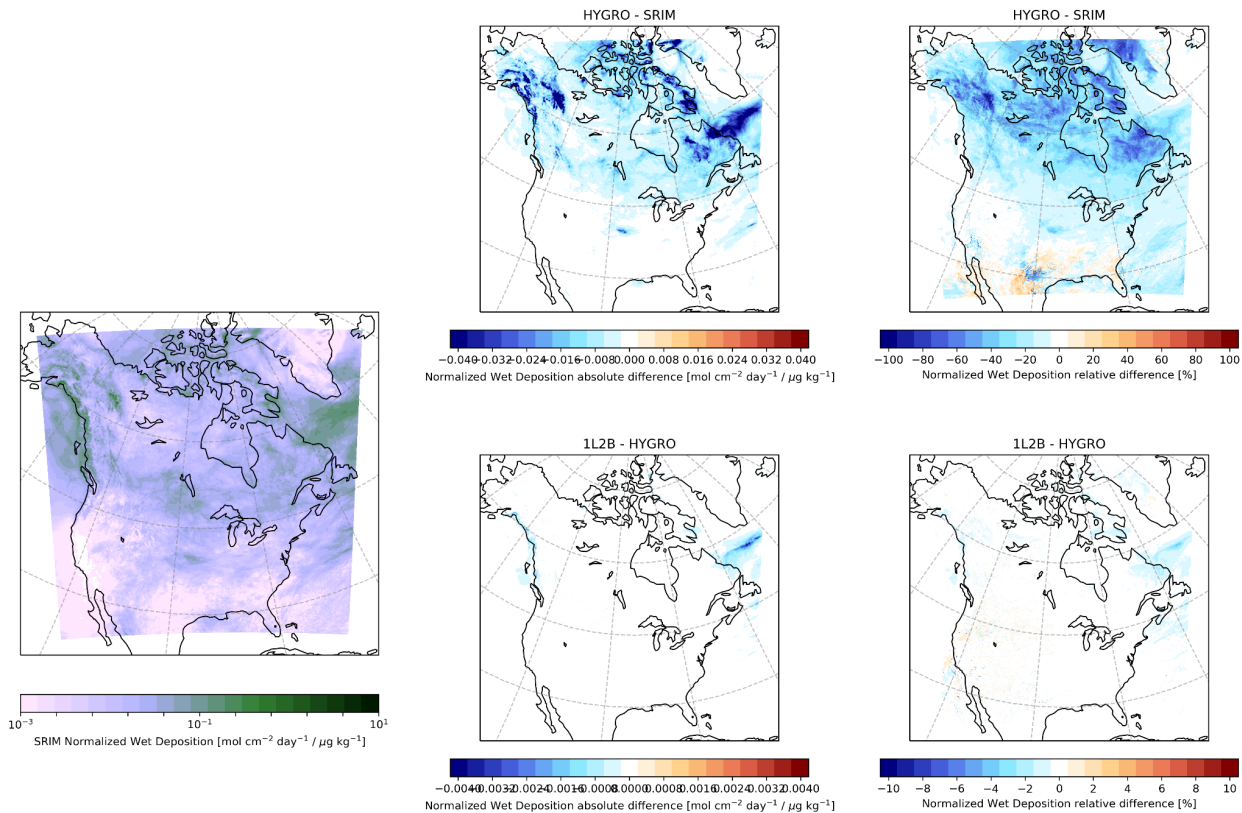 HYGRO - SRIM
HYGRO - SRIM
−0.040 −0.032 −0.024 −0.016 −0.008 0.000 0.008 0.016 0.024 0.032 0.040
Normalized Wet Deposition absolute difference [mol cm⁻² day⁻¹ / μg kg⁻¹]
−100 −80 −60 −40 −20 0 20 40 60 80 100
Normalized Wet Deposition relative difference [%]
1L2B - HYGRO
1L2B - HYGRO
10⁻³ 10⁻¹ 10¹
SRIM Normalized Wet Deposition [mol cm⁻² day⁻¹ / μg kg⁻¹]
−0.0040 −0.0032 −0.0024 −0.0016 −0.0008 0.0000 0.0008 0.0016 0.0024 0.0032 0.0040
Normalized Wet Deposition absolute difference [mol cm⁻² day⁻¹ / μg kg⁻¹]
−10 −8 −6 −4 −2 0 2 4 6 8 10
Normalized Wet Deposition relative difference [%]